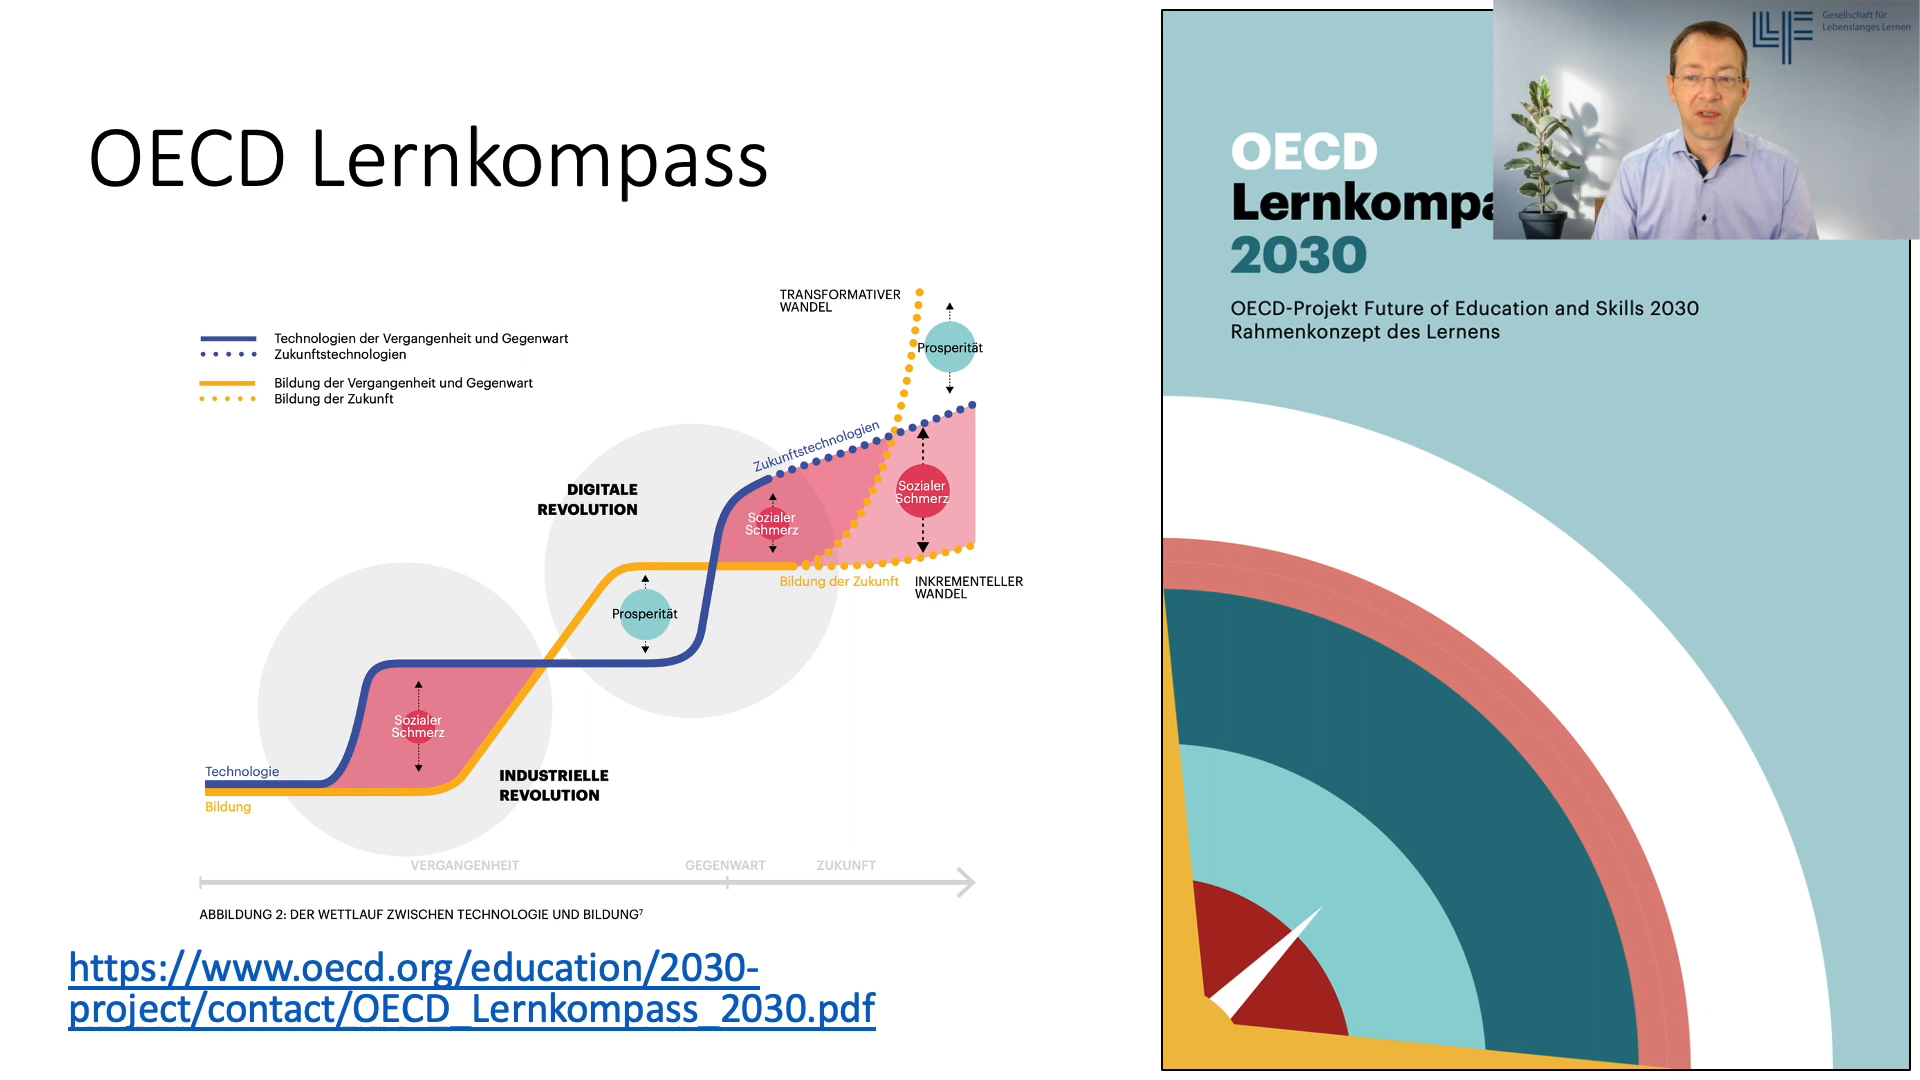 OECD Lernkompass
Technologien der Vergangenheit und Gegenwart
Zukunftstechnologien
Bildung der Vergangenheit und Gegenwart
Bildung der Zukunft
TRANSFORMATIVER
WANDEL
Prosperität
Zukunftstechnologien
DIGITALE
REVOLUTION
Sozialer
Schmerz
Sozialer
Schmerz
Bildung der Zukunft
INKREMENTELLER
WANDEL
Prosperität
Sozialer
Schmerz
INDUSTRIELLE
REVOLUTION
Technologie
Bildung
VERGANGENHEIT
GEGENWART
ZUKUNFT
ABBILDUNG 2: DER WETTLAUF ZWISCHEN TECHNOLOGIE UND BILDUNG⁷
https://www.oecd.org/education/2030-
project/contact/OECD_Lernkompass_2030.pdf
OECD
Lernkompa
2030
OECD-Projekt Future of Education and Skills 2030
Rahmenkonzept des Lernens
Gesellschaft für
Lebenslanges Lernen